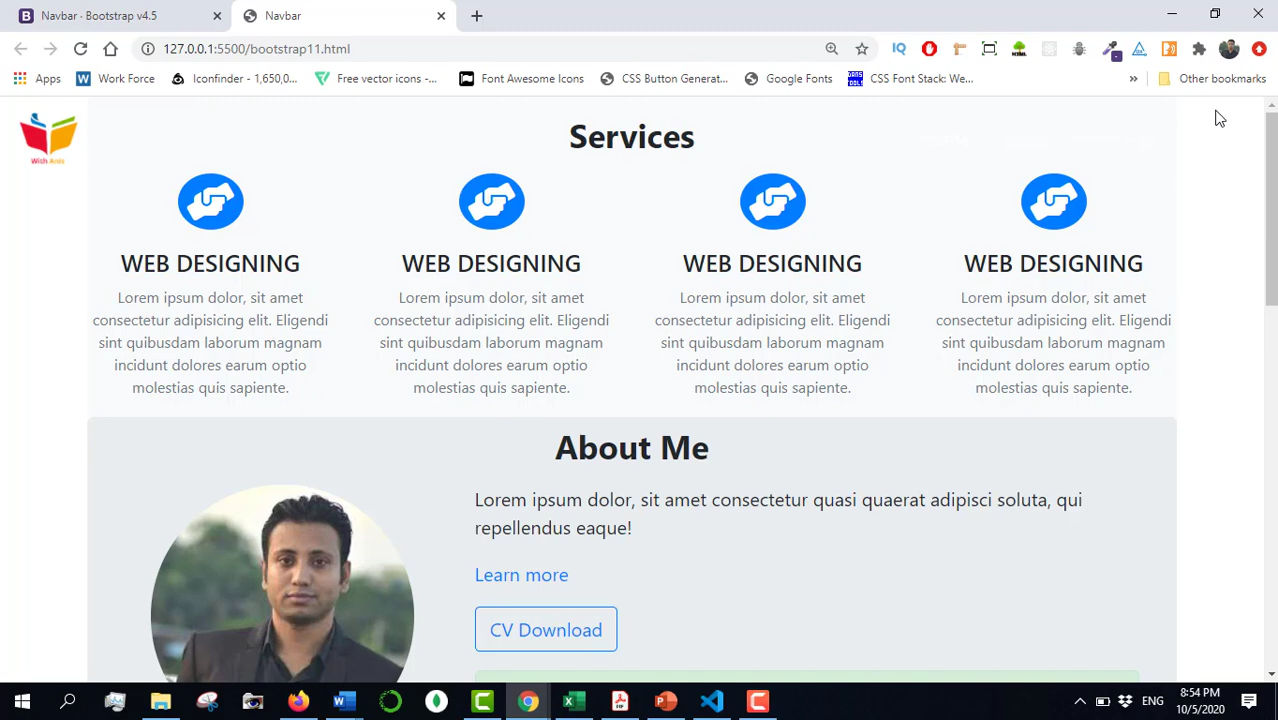 Navbar · Bootstrap v4.5
Navbar
127.0.0.1:5500/bootstrap11.html
IQ
Apps
Work Force
Iconfinder - 1,650,0...
Free vector icons -...
Font Awesome Icons
CSS Button Generat...
Google Fonts
CSS Font Stack: We...
»
Other bookmarks
With Anis
Services
WEB DESIGNING
Lorem ipsum dolor, sit amet
consectetur adipisicing elit. Eligendi
sint quibusdam laborum magnam
incidunt dolores earum optio
molestias quis sapiente.
WEB DESIGNING
Lorem ipsum dolor, sit amet
consectetur adipisicing elit. Eligendi
sint quibusdam laborum magnam
incidunt dolores earum optio
molestias quis sapiente.
WEB DESIGNING
Lorem ipsum dolor, sit amet
consectetur adipisicing elit. Eligendi
sint quibusdam laborum magnam
incidunt dolores earum optio
molestias quis sapiente.
WEB DESIGNING
Lorem ipsum dolor, sit amet
consectetur adipisicing elit. Eligendi
sint quibusdam laborum magnam
incidunt dolores earum optio
molestias quis sapiente.
About Me
Lorem ipsum dolor, sit amet consectetur quasi quaerat adipisci soluta, qui
repellendus eaque!
Learn more
CV Download
ENG
8:54 PM
10/5/2020